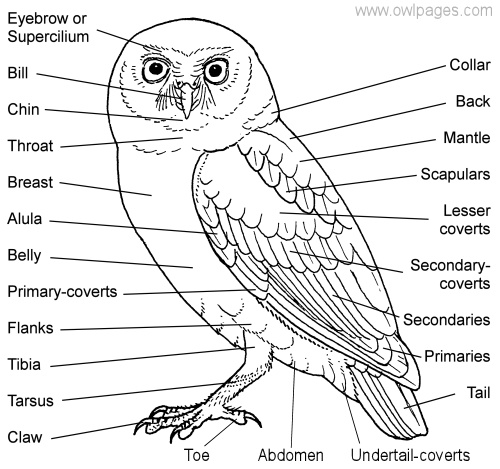 www.owlpages.com
Eyebrow or
Supercilium
Bill
Chin
Throat
Breast
Alula
Belly
Primary-coverts
Flanks
Tibia
Tarsus
Claw
Toe
Abdomen
Undertail-coverts
Collar
Back
Mantle
Scapulars
Lesser
coverts
Secondary-
coverts
Secondaries
Primaries
Tail